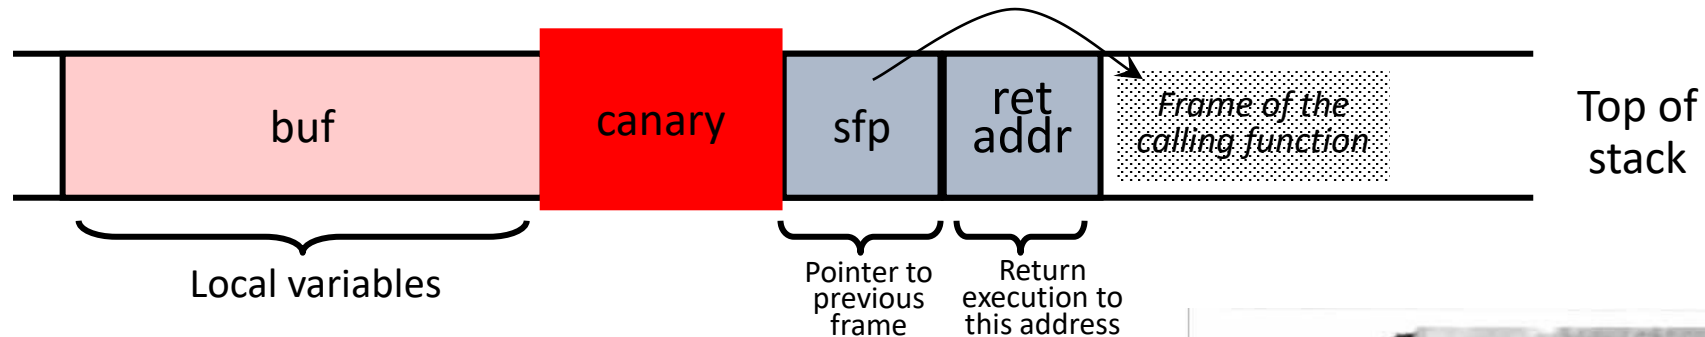 buf
canary
sfp
ret
addr
Frame of the
calling function
Top of
stack
Local variables
Pointer to
previous
frame
Return
execution to
this address